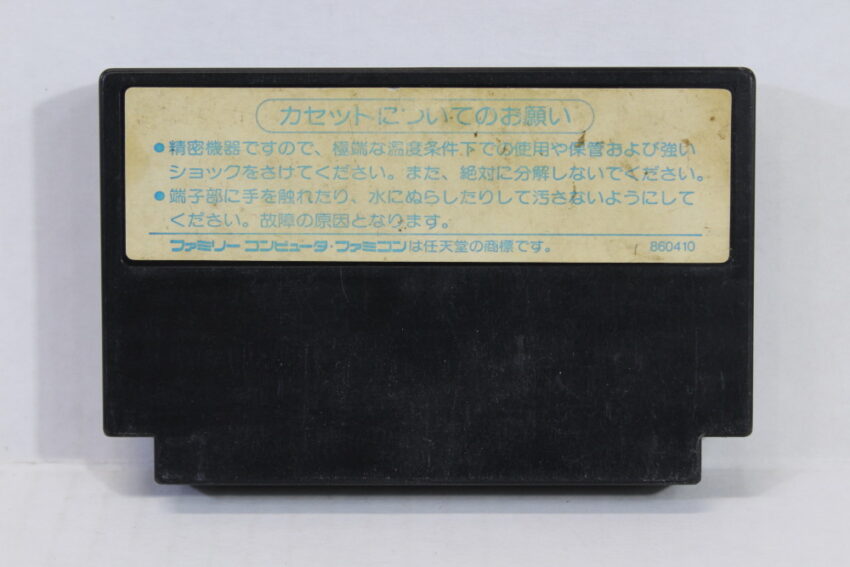 カセットについてのお願い
●精密機器ですので、極端な温度条件下での使用や保管および強い
ショックをさけてください。また、絶対に分解しないでください。
●端子部に手を触れたり、水にぬらしたりして汚さないようにして
ください。故障の原因となります。
ファミリーコンピュータ・ファミコンは任天堂の商標です。 860410